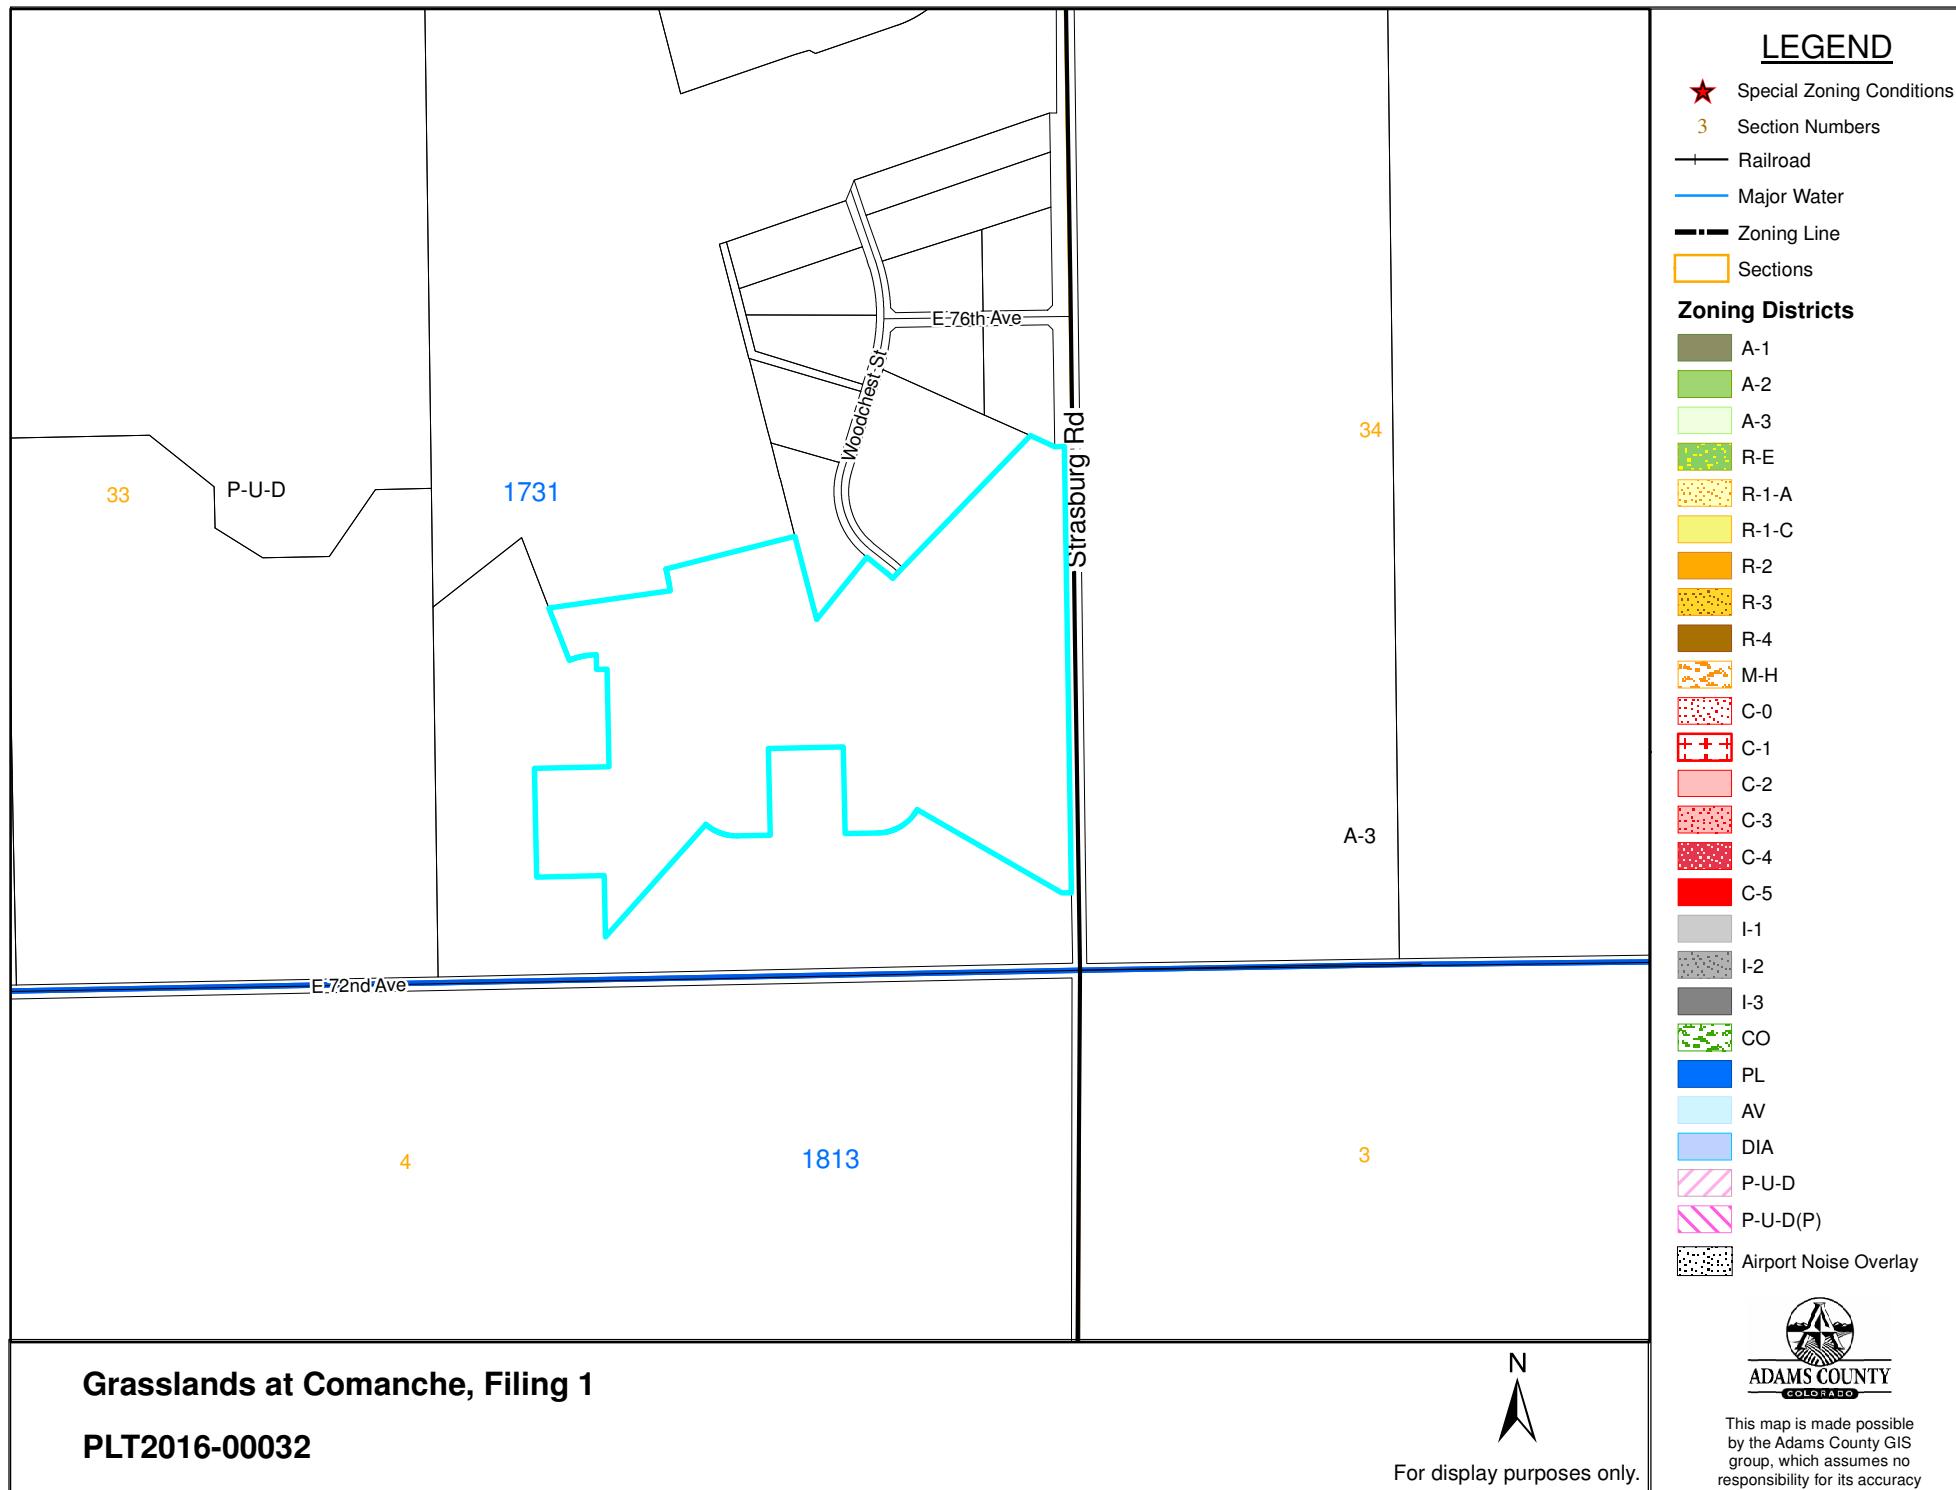 E 76th Ave
Woodchest St
Strasburg Rd
34
33
P-U-D
1731
A-3
E 72nd Ave
4
1813
3
Grasslands at Comanche, Filing 1
PLT2016-00032
N
For display purposes only.
LEGEND
Special Zoning Conditions
3 Section Numbers
Railroad
Major Water
Zoning Line
Sections
Zoning Districts
A-1
A-2
A-3
R-E
R-1-A
R-1-C
R-2
R-3
R-4
M-H
C-0
C-1
C-2
C-3
C-4
C-5
I-1
I-2
I-3
CO
PL
AV
DIA
P-U-D
P-U-D(P)
Airport Noise Overlay
ADAMS COUNTY
COLORADO
This map is made possible
by the Adams County GIS
group, which assumes no
responsibility for its accuracy